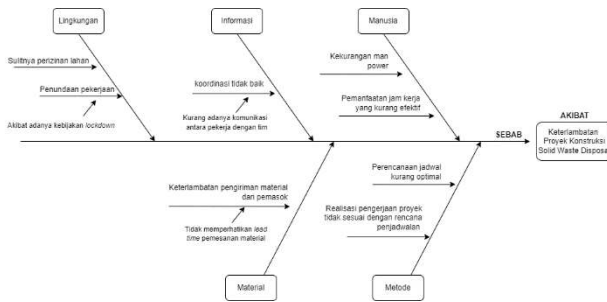 Lingkungan
Informasi
Manusia
Sulitnya perizinan lahan
Penundaan pekerjaan
Akibat adanya kebijakan lockdown
koordinasi tidak baik
Kurang adanya komunikasi
antara pekerja dengan tim
Kekurangan man
power
Pemanfaatan jam kerja
yang kurang efektif
SEBAB
AKIBAT
Keterlambatan
Proyek Konstruksi
Solid Waste Disposal
Keterlambatan pengiriman material
dari pemasok
Tidak memperhatikan lead
time pemesanan material
Perencanaan jadwal
kurang optimal
Realisasi pengerjaan proyek
tidak sesuai dengan rencana
penjadwalan
Material
Metode